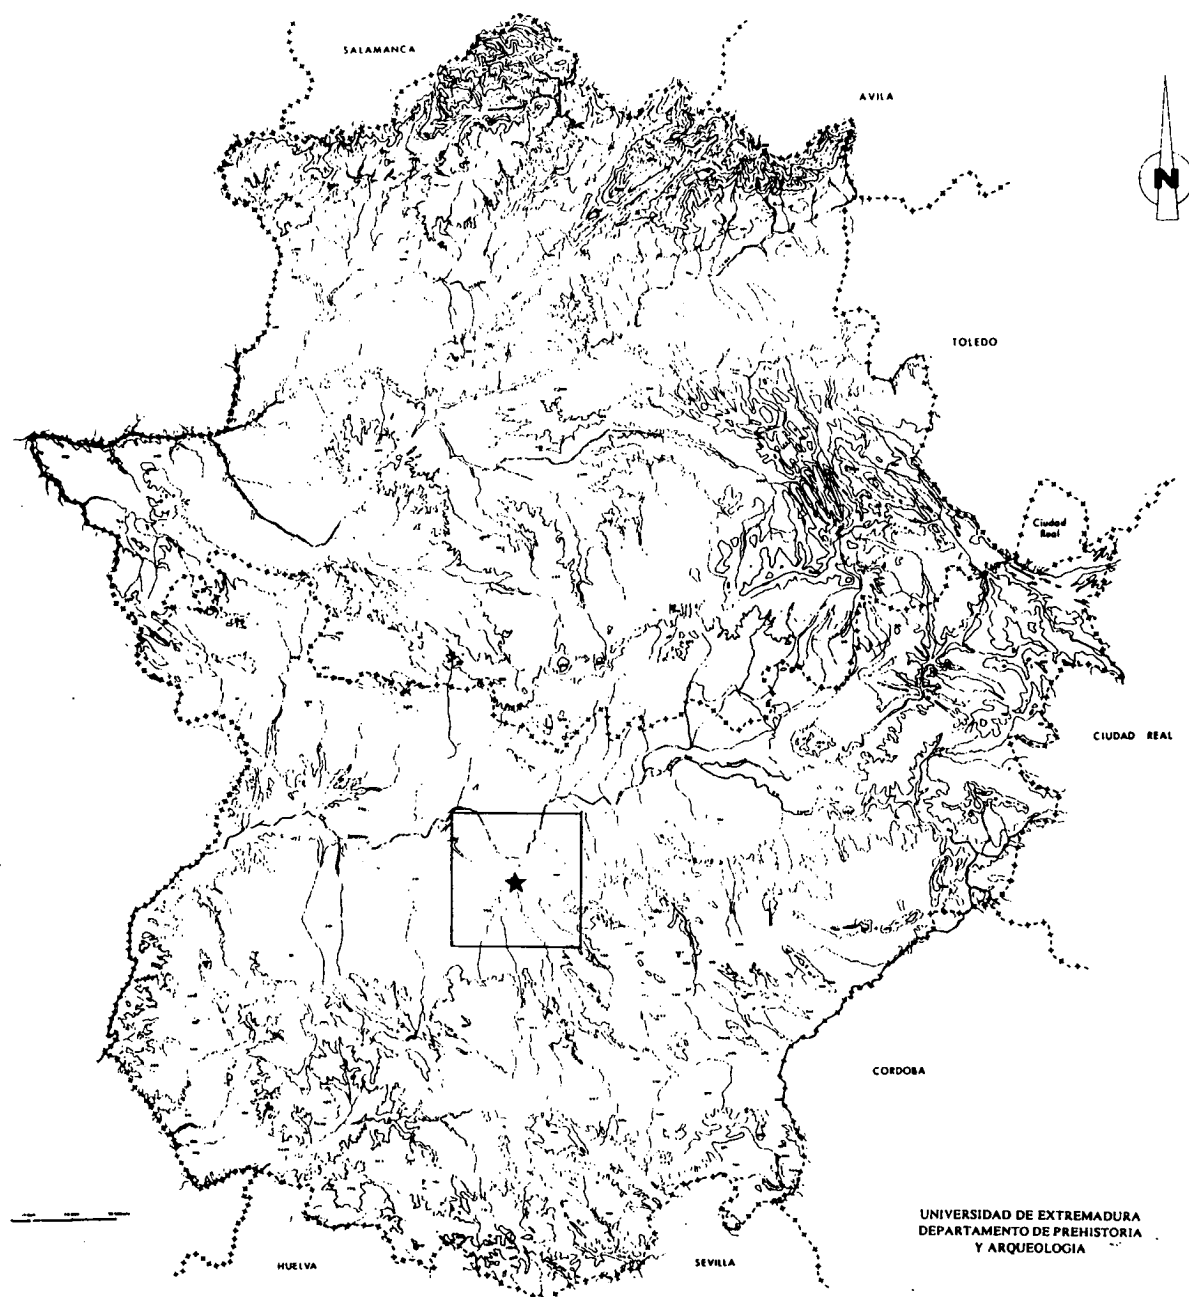 SALAMANCA
AVILA
N
TOLEDO
Ciudad
Real
CIUDAD REAL
CORDOBA
UNIVERSIDAD DE EXTREMADURA
DEPARTAMENTO DE PREHISTORIA
Y ARQUEOLOGIA
HUELVA
SEVILLA